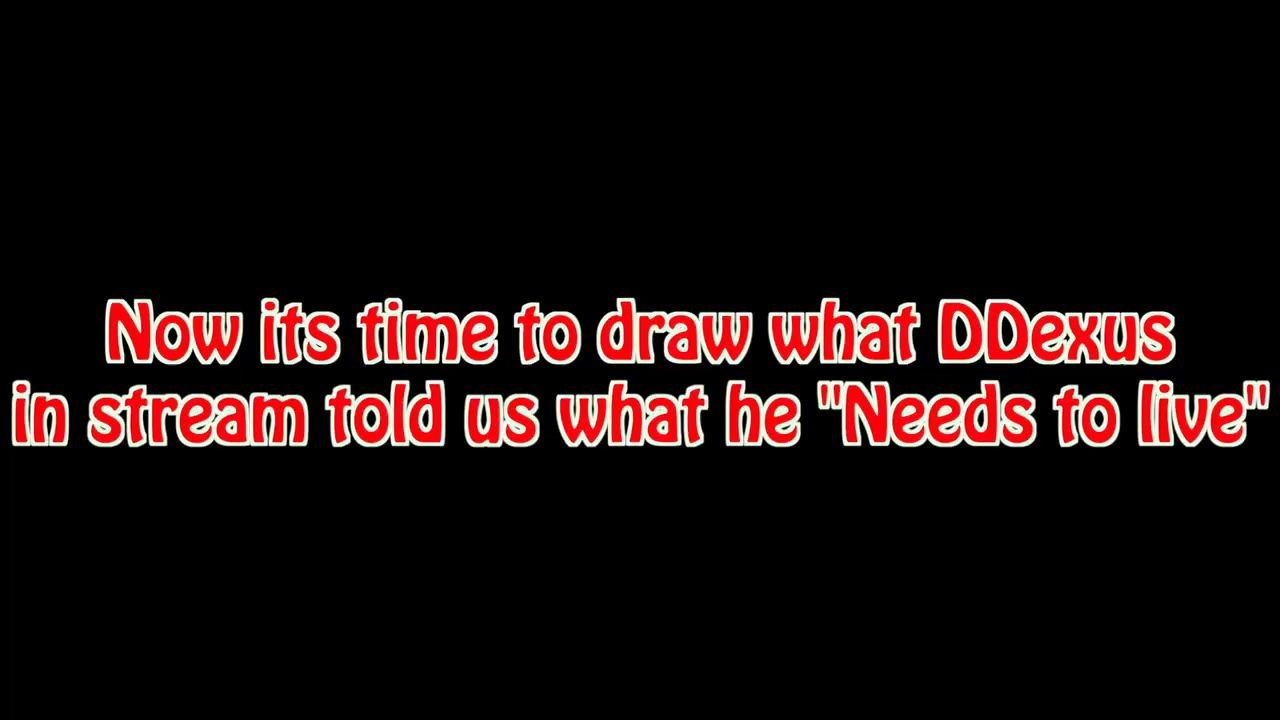 Now its time to draw what DDexus
in stream told us what he "Needs to live"